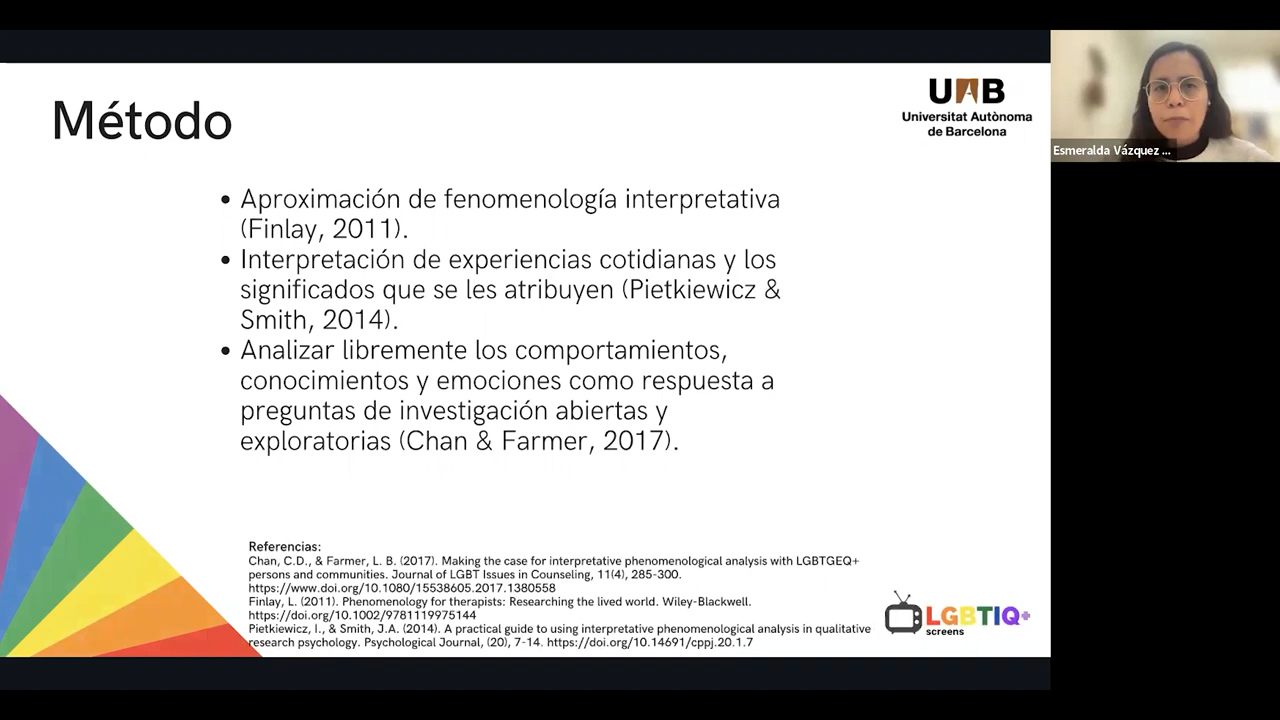 Método
UAB
Universitat Autònoma
de Barcelona
Esmeralda Vázquez ...
• Aproximación de fenomenología interpretativa
(Finlay, 2011).
• Interpretación de experiencias cotidianas y los
significados que se les atribuyen (Pietkiewicz &
Smith, 2014).
• Analizar libremente los comportamientos,
conocimientos y emociones como respuesta a
preguntas de investigación abiertas y
exploratorias (Chan & Farmer, 2017).
Referencias:
Chan, C.D., & Farmer, L. B. (2017). Making the case for interpretative phenomenological analysis with LGBTGEQ+
persons and communities. Journal of LGBT Issues in Counseling, 11(4), 285-300.
https://www.doi.org/10.1080/15538605.2017.1380558
Finlay, L. (2011). Phenomenology for therapists: Researching the lived world. Wiley-Blackwell.
https://doi.org/10.1002/9781119975144
Pietkiewicz, I., & Smith, J.A. (2014). A practical guide to using interpretative phenomenological analysis in qualitative
research psychology. Psychological Journal, (20), 7-14. https://doi.org/10.14691/cppj.20.1.7
LGBTIQ+
screens